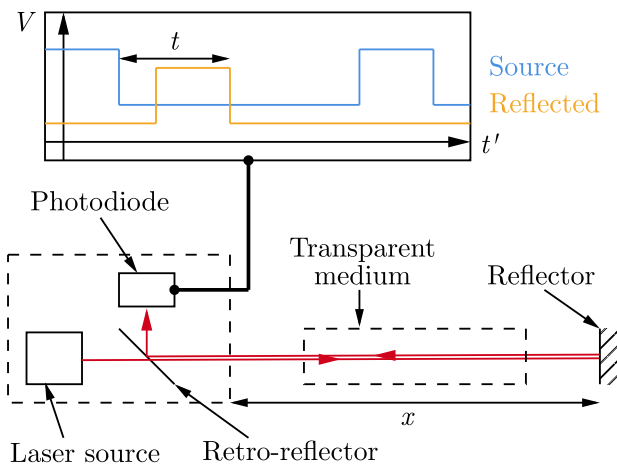 V
t
Source
Reflected
t'
Photodiode
Transparent
medium
Reflector
x
Laser source
Retro-reflector